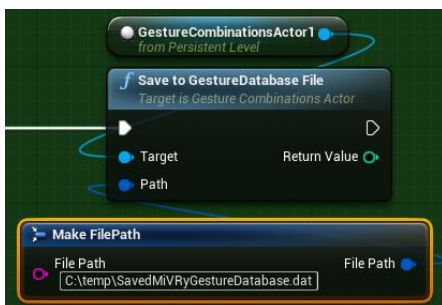 GestureCombinationsActor1
from Persistent Level
f Save to GestureDatabase File
Target is Gesture Combinations Actor
Target Return Value
Path
Make FilePath
File Path File Path
C:\temp\SavedMiVRyGestureDatabase.dat